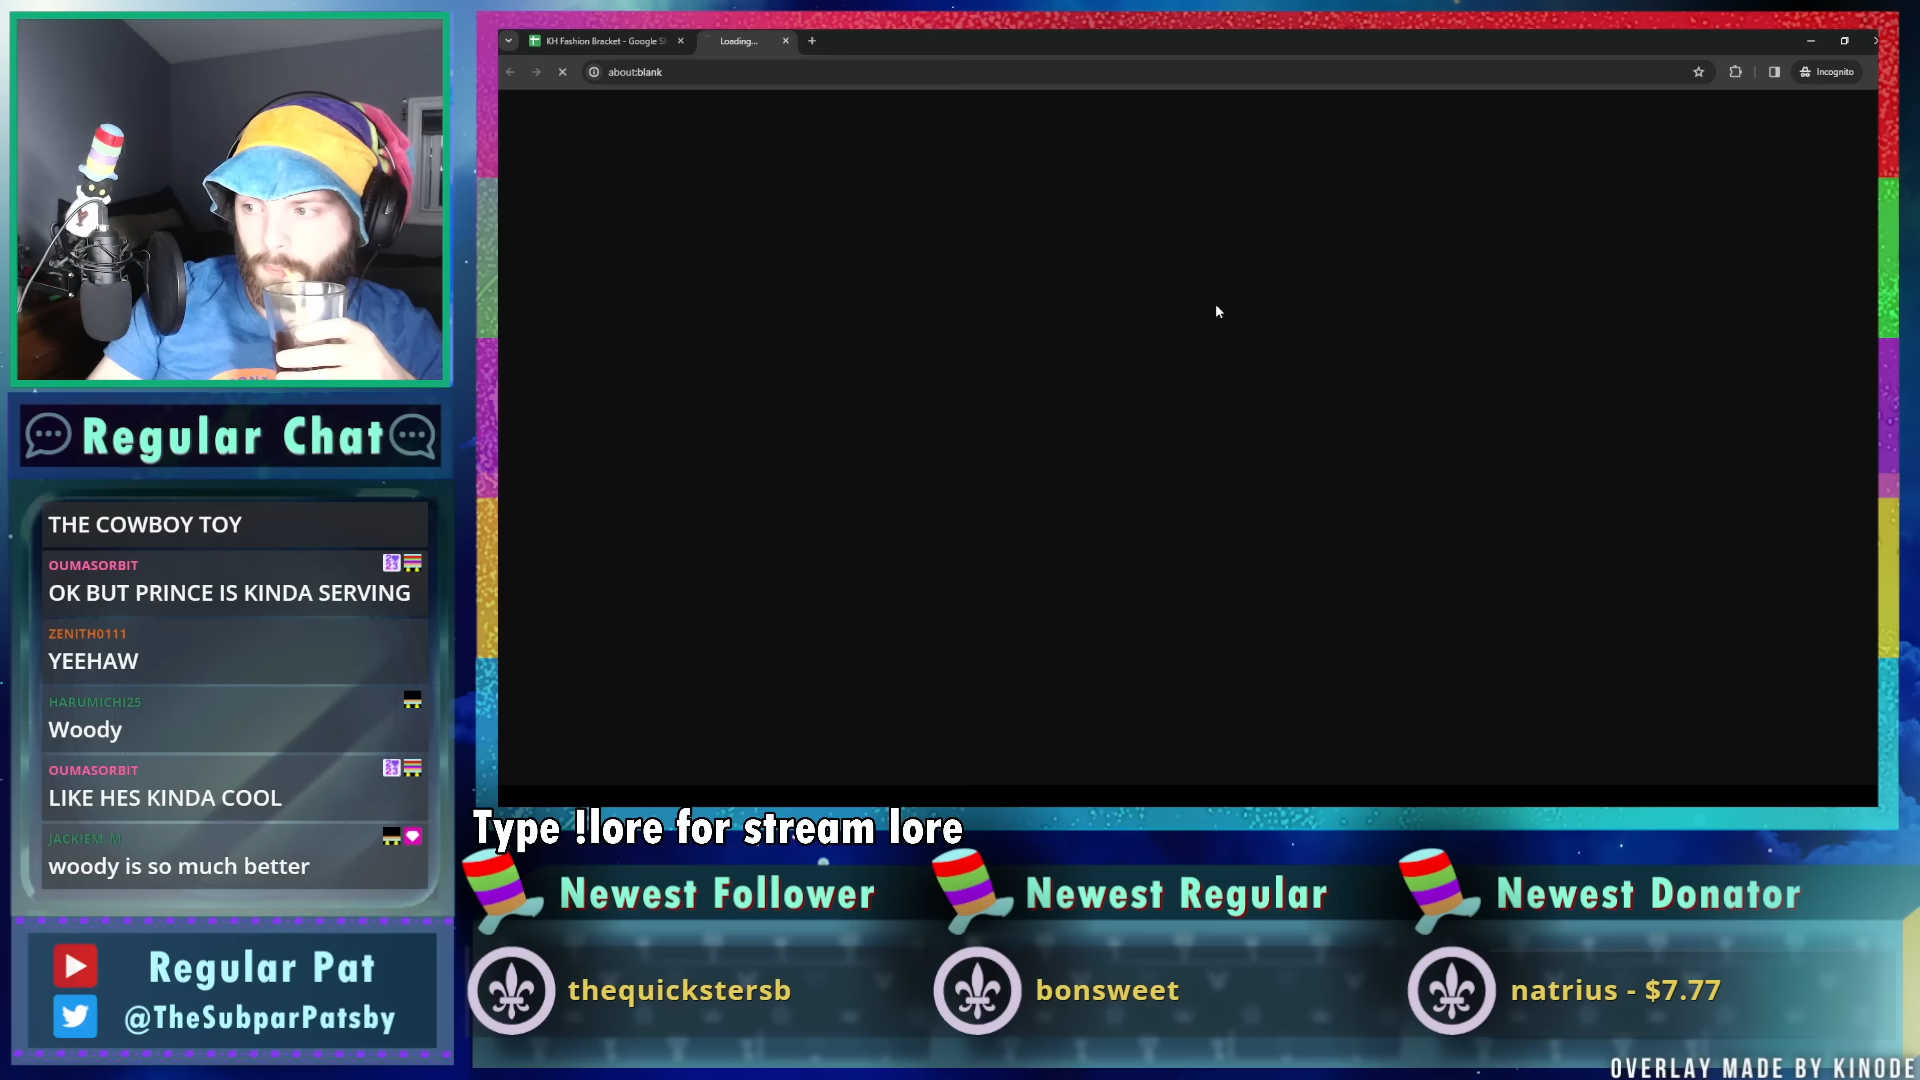 KH Fashion Bracket - Google Sh
Loading...
about:blank
Incognito
Regular Chat
THE COWBOY TOY
OUMASORBIT
OK BUT PRINCE IS KINDA SERVING
ZENITH0111
YEEHAW
HARUMICHI25
Woody
OUMASORBIT
LIKE HES KINDA COOL
JACKIEM_M
woody is so much better
Regular Pat
@TheSubparPatsby
Type !lore for stream lore
Newest Follower
thequickstersb
Newest Regular
bonsweet
Newest Donator
natrius - $7.77
OVERLAY MADE BY KINODE